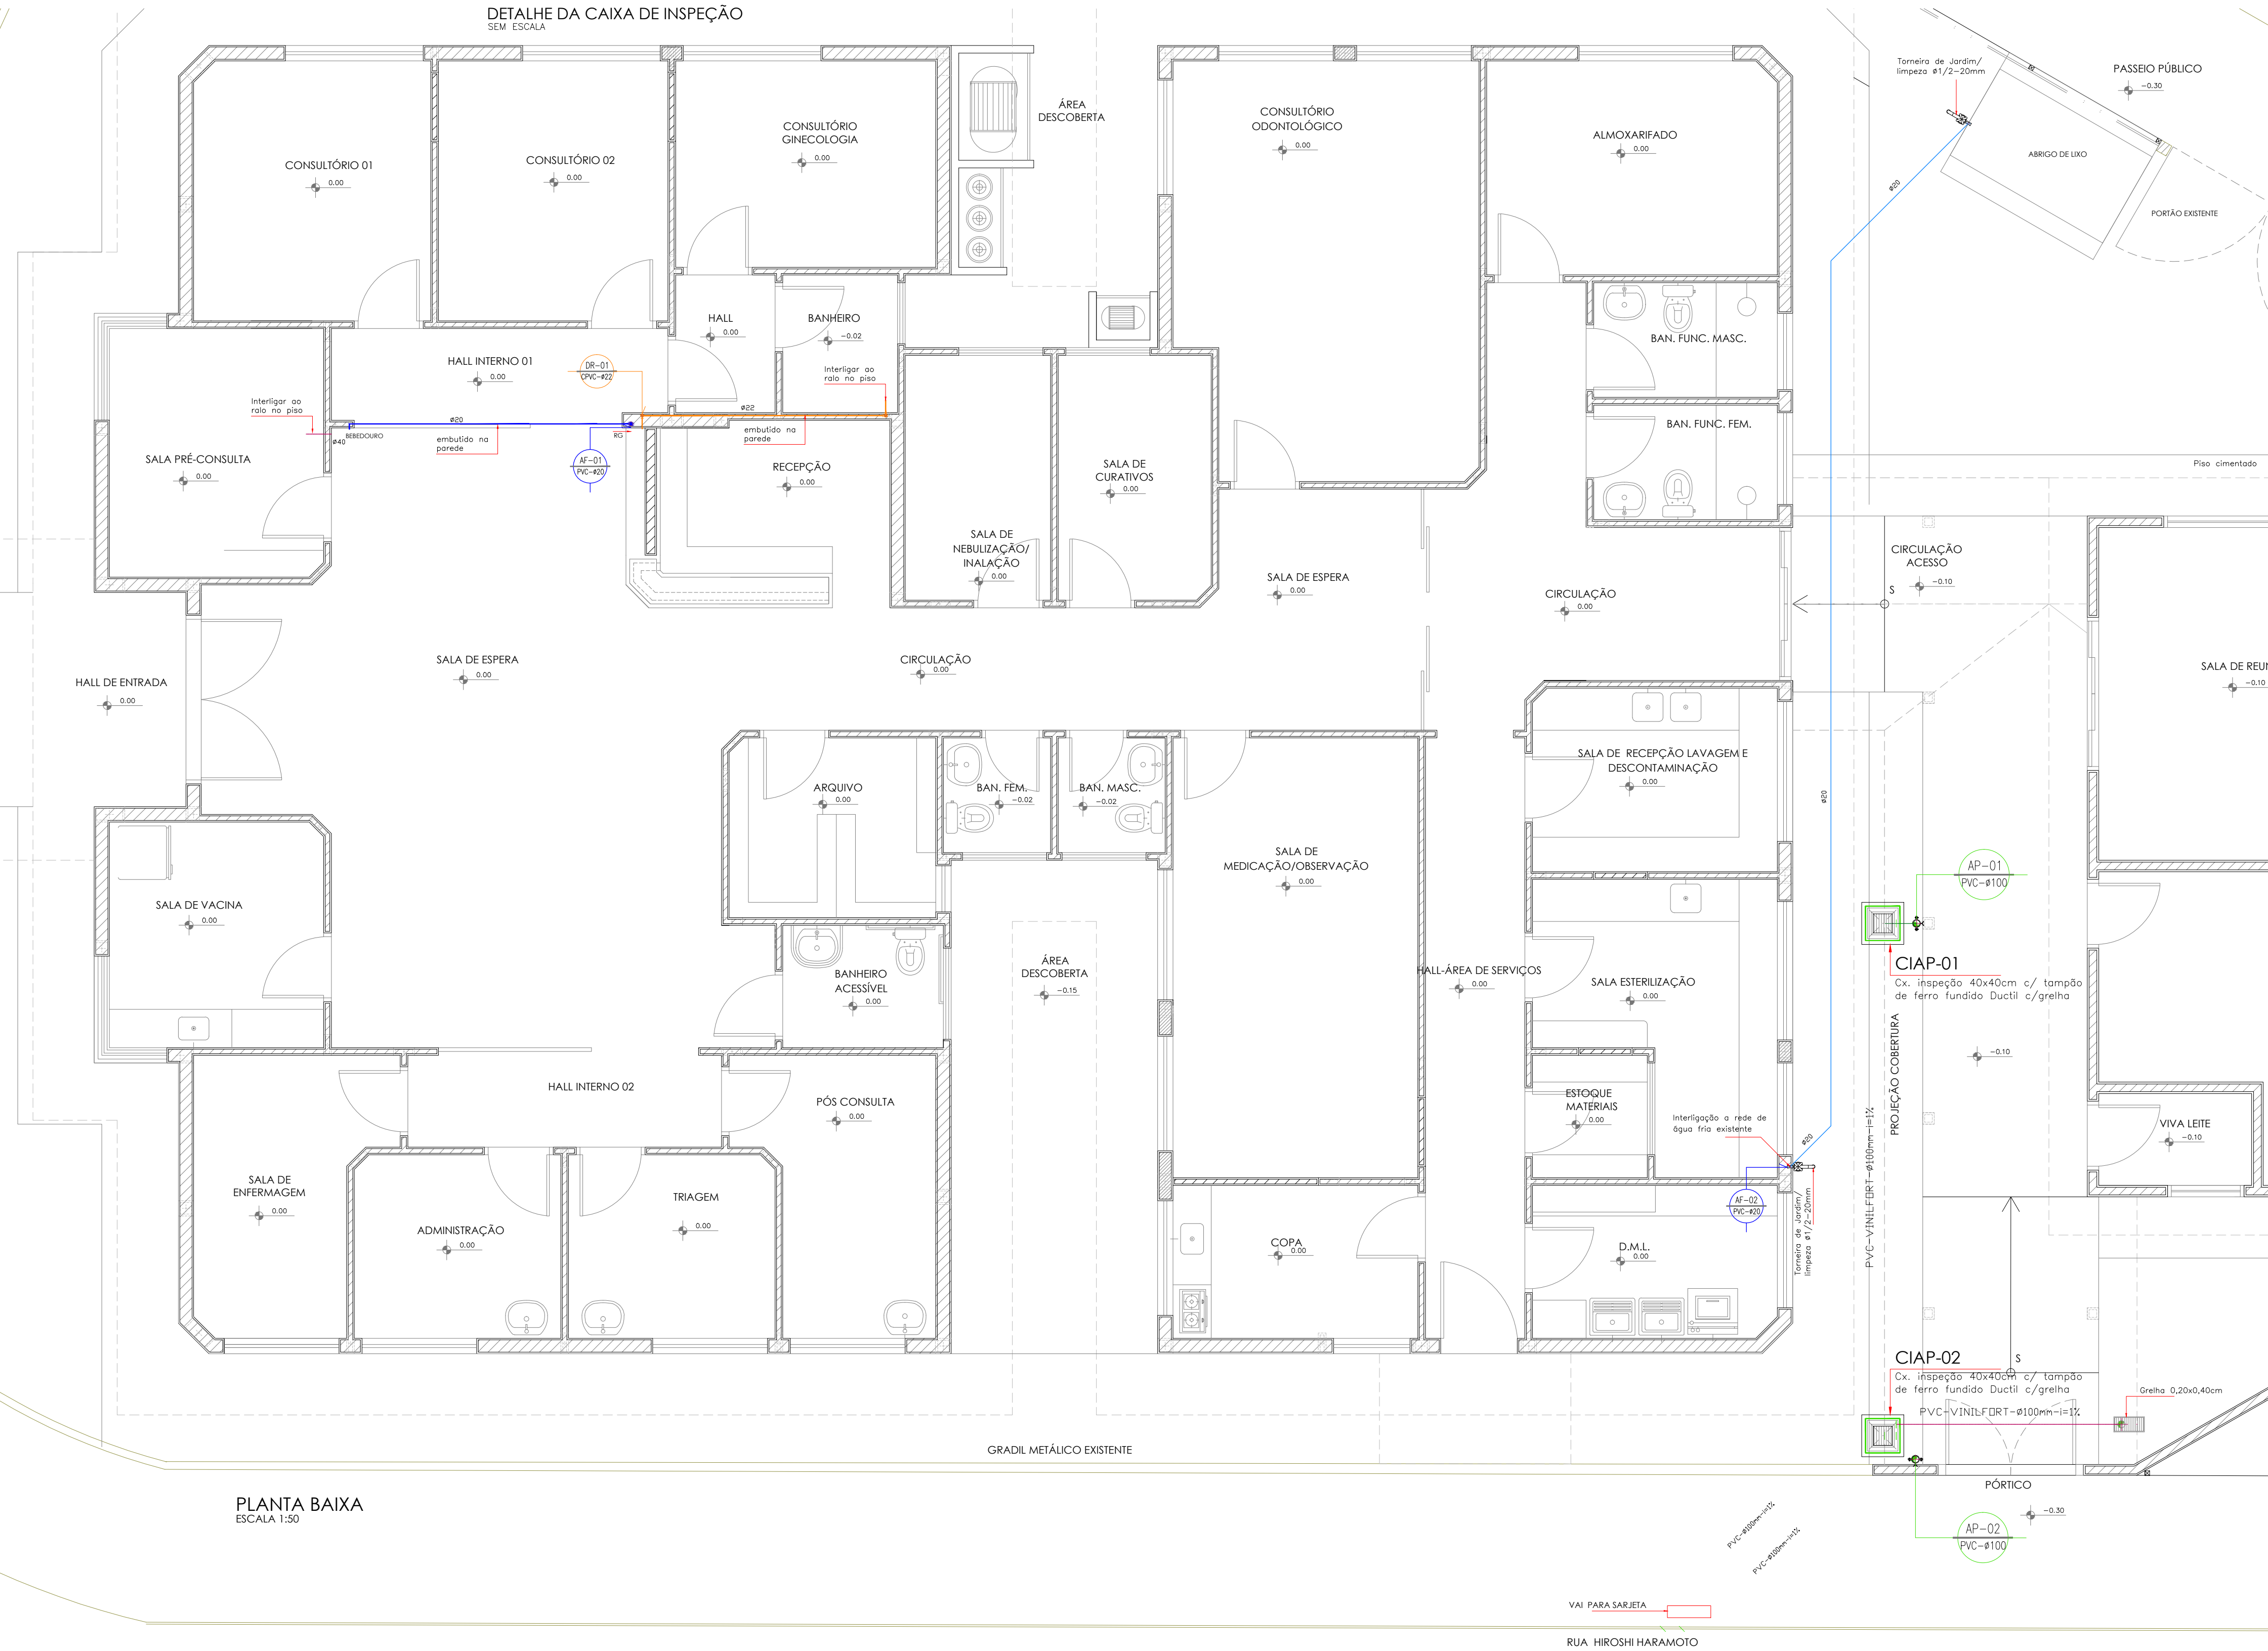 DETALHE DA CAIXA DE INSPEÇÃO
SEM ESCALA
Torneira de Jardim/
limpeza ø1/2-20mm
PASSEIO PÚBLICO
-0.30
ÁREA
DESCOBERTA
CONSULTÓRIO
ODONTOLÓGICO
0.00
CONSULTÓRIO
GINECOLOGIA
0.00
ALMOXARIFADO
0.00
ABRIGO DE LIXO
CONSULTÓRIO 01
0.00
CONSULTÓRIO 02
0.00
ø20
PORTÃO EXISTENTE
HALL
0.00
BANHEIRO
-0.02
BAN. FUNC. MASC.
HALL INTERNO 01
0.00
DR-01
CPVC-ø22
Interligar ao
ralo no piso
Interligar ao
ralo no piso
ø22
ø20
BAN. FUNC. FEM.
BEBEDOURO
ø40
embutido na
parede
RG
embutido na
parede
SALA PRÉ-CONSULTA
0.00
AF-01
PVC-ø20
RECEPÇÃO
0.00
SALA DE
CURATIVOS
0.00
Piso cimentado
SALA DE
NEBULIZAÇÃO/
INALAÇÃO
0.00
CIRCULAÇÃO
ACESSO
-0.10
S
SALA DE ESPERA
0.00
CIRCULAÇÃO
0.00
SALA DE ESPERA
0.00
CIRCULAÇÃO
0.00
HALL DE ENTRADA
0.00
SALA DE REUN
-0.10
SALA DE RECEPÇÃO LAVAGEM E
DESCONTAMINAÇÃO
0.00
ARQUIVO
0.00
BAN. FEM.
-0.02
BAN. MASC.
-0.02
ø20
SALA DE
MEDICAÇÃO/OBSERVAÇÃO
0.00
AP-01
PVC-ø100
SALA DE VACINA
0.00
CIAP-01
Cx. inspeção 40x40cm c/ tampão
de ferro fundido Ductil c/grelha
BANHEIRO
ACESSÍVEL
0.00
ÁREA
DESCOBERTA
-0.15
HALL-ÁREA DE SERVIÇOS
0.00
SALA ESTERILIZAÇÃO
0.00
PROJEÇÃO COBERTURA
-0.10
HALL INTERNO 02
PÓS CONSULTA
0.00
ESTOQUE
MATERIAIS
0.00
Interligação a rede de
água fria existente
ø20
PVC-VINILFORT-ø100mm-i=1%
VIVA LEITE
-0.10
SALA DE
ENFERMAGEM
0.00
TRIAGEM
0.00
AF-02
PVC-ø20
Torneira de Jardim/
limpeza ø1/2-20mm
ADMINISTRAÇÃO
0.00
COPA
0.00
D.M.L.
0.00
CIAP-02
S
Cx. inspeção 40x40cm c/ tampão
de ferro fundido Ductil c/grelha
Grelha 0,20x0,40cm
PVC-VINILFORT-ø100mm-i=1%
GRADIL METÁLICO EXISTENTE
PÓRTICO
PLANTA BAIXA
ESCALA 1:50
-0.30
AP-02
PVC-ø100
PVC-ø100mm-i=1%
PVC-ø100mm-i=1%
VAI PARA SARJETA
RUA HIROSHI HARAMOTO